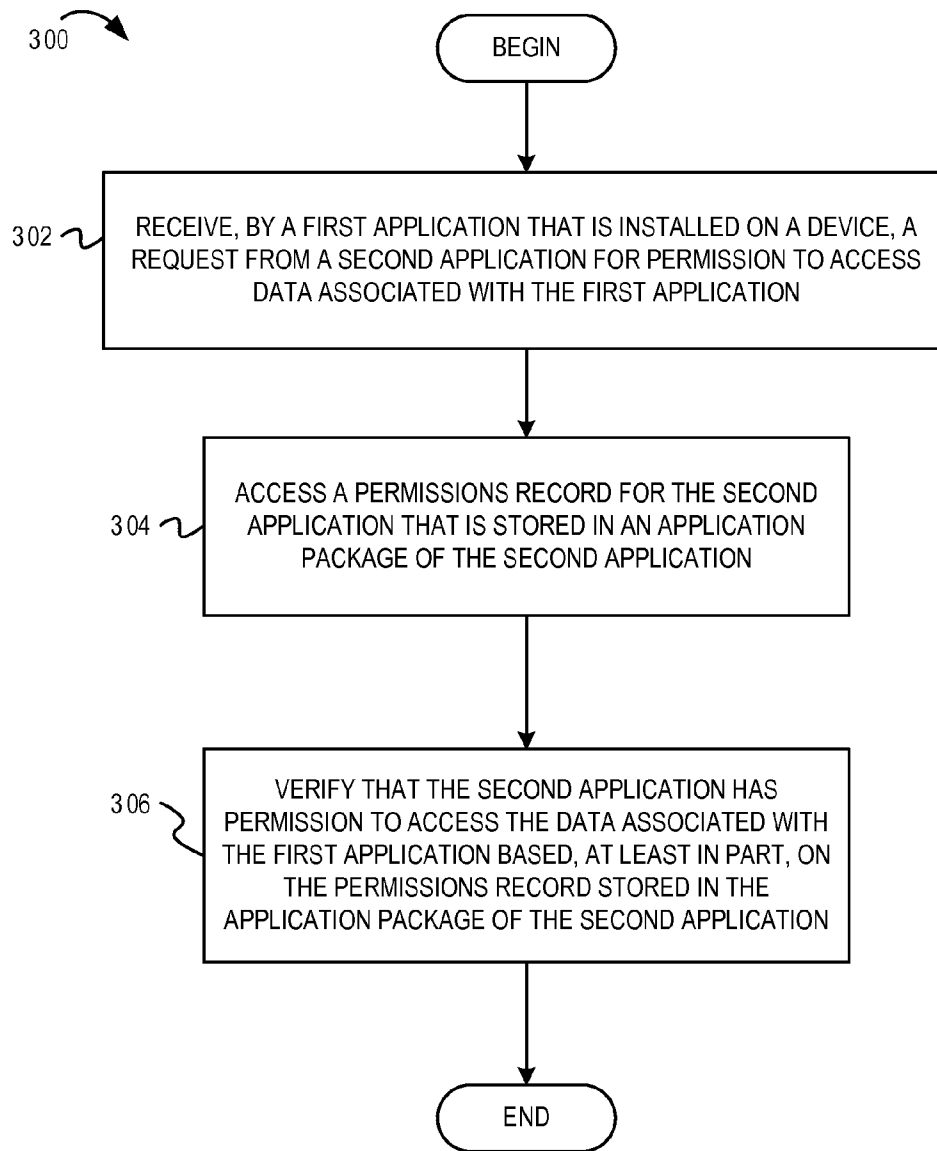 300
BEGIN
302
RECEIVE, BY A FIRST APPLICATION THAT IS INSTALLED ON A DEVICE, A
REQUEST FROM A SECOND APPLICATION FOR PERMISSION TO ACCESS
DATA ASSOCIATED WITH THE FIRST APPLICATION
304
ACCESS A PERMISSIONS RECORD FOR THE SECOND
APPLICATION THAT IS STORED IN AN APPLICATION
PACKAGE OF THE SECOND APPLICATION
306
VERIFY THAT THE SECOND APPLICATION HAS
PERMISSION TO ACCESS THE DATA ASSOCIATED WITH
THE FIRST APPLICATION BASED, AT LEAST IN PART, ON
THE PERMISSIONS RECORD STORED IN THE
APPLICATION PACKAGE OF THE SECOND APPLICATION
END